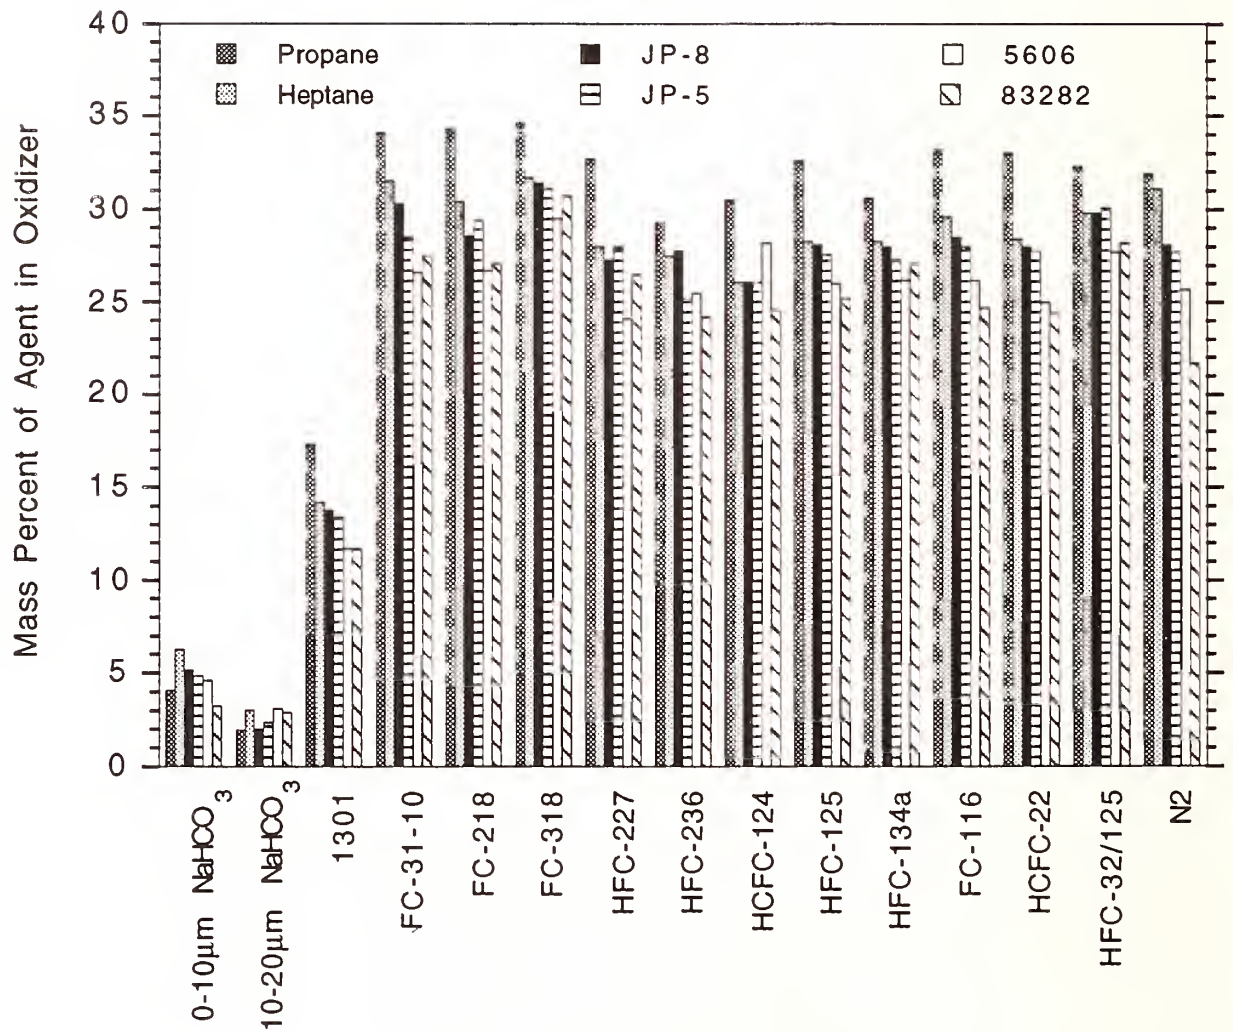 Mass Percent of Agent in Oxidizer
40
35
30
25
20
15
10
5
0
Propane
Heptane
JP-8
JP-5
5606
83282
0-10µm NaHCO3
10-20µm NaHCO3
1301
FC-31-10
FC-218
FC-318
HFC-227
HFC-236
HCFC-124
HFC-125
HFC-134a
FC-116
HCFC-22
HFC-32/125
N2